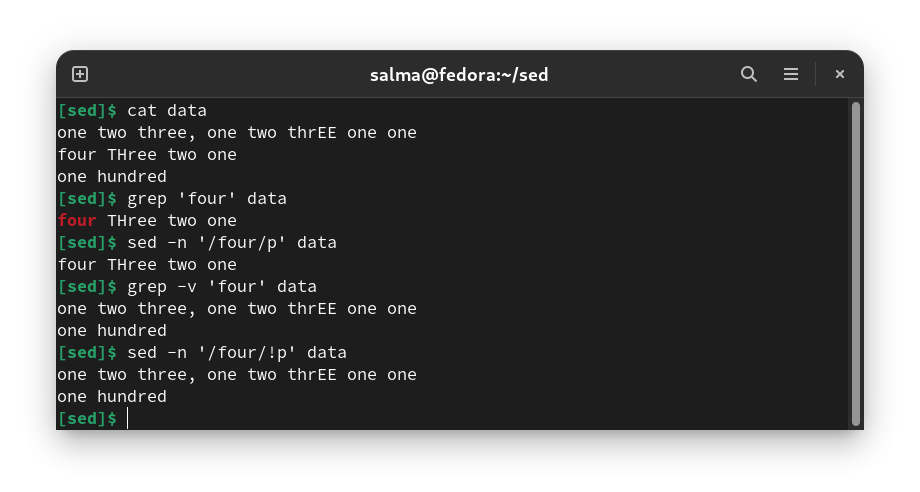 salma@fedora:~/sed
[sed]$ cat data
one two three, one two thrEE one one
four THree two one
one hundred
[sed]$ grep 'four' data
four THree two one
[sed]$ sed -n '/four/p' data
four THree two one
[sed]$ grep -v 'four' data
one two three, one two thrEE one one
one hundred
[sed]$ sed -n '/four/!p' data
one two three, one two thrEE one one
one hundred
[sed]$